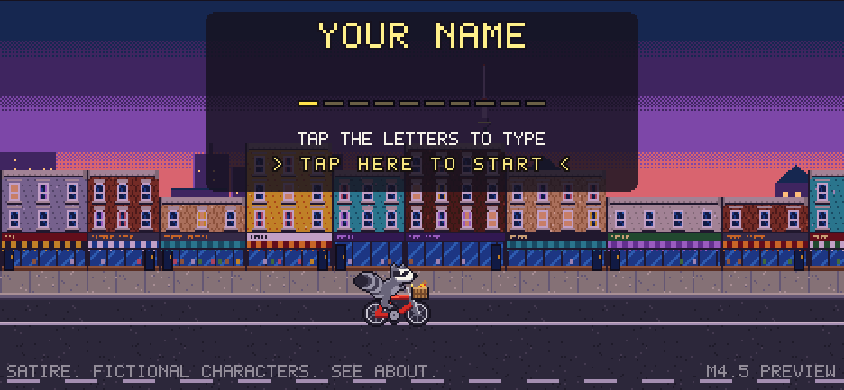 YOUR NAME
TAP THE LETTERS TO TYPE
> TAP HERE TO START <
SATIRE. FICTIONAL CHARACTERS. SEE ABOUT.
M4.5 PREVIEW